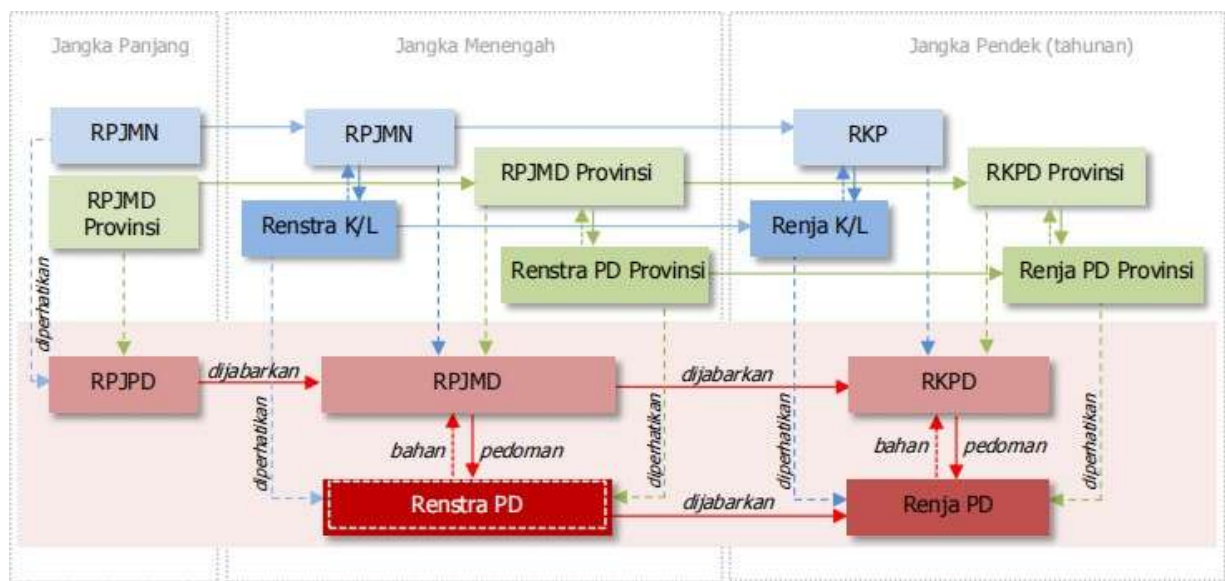 Jangka Panjang
Jangka Menengah
Jangka Pendek (tahunan)
RPJMN
RPJMN
RKP
RPJMD
Provinsi
RPJMD Provinsi
RKPD Provinsi
Renstra K/L
Renja K/L
Renstra PD Provinsi
Renja PD Provinsi
diperhatikan
RPJPD
dijabarkan
RPJMD
dijabarkan
RKPD
diperhatikan
bahan
pedoman
diperhatikan
diperhatikan
bahan
pedoman
diperhatikan
Renstra PD
dijabarkan
Renja PD